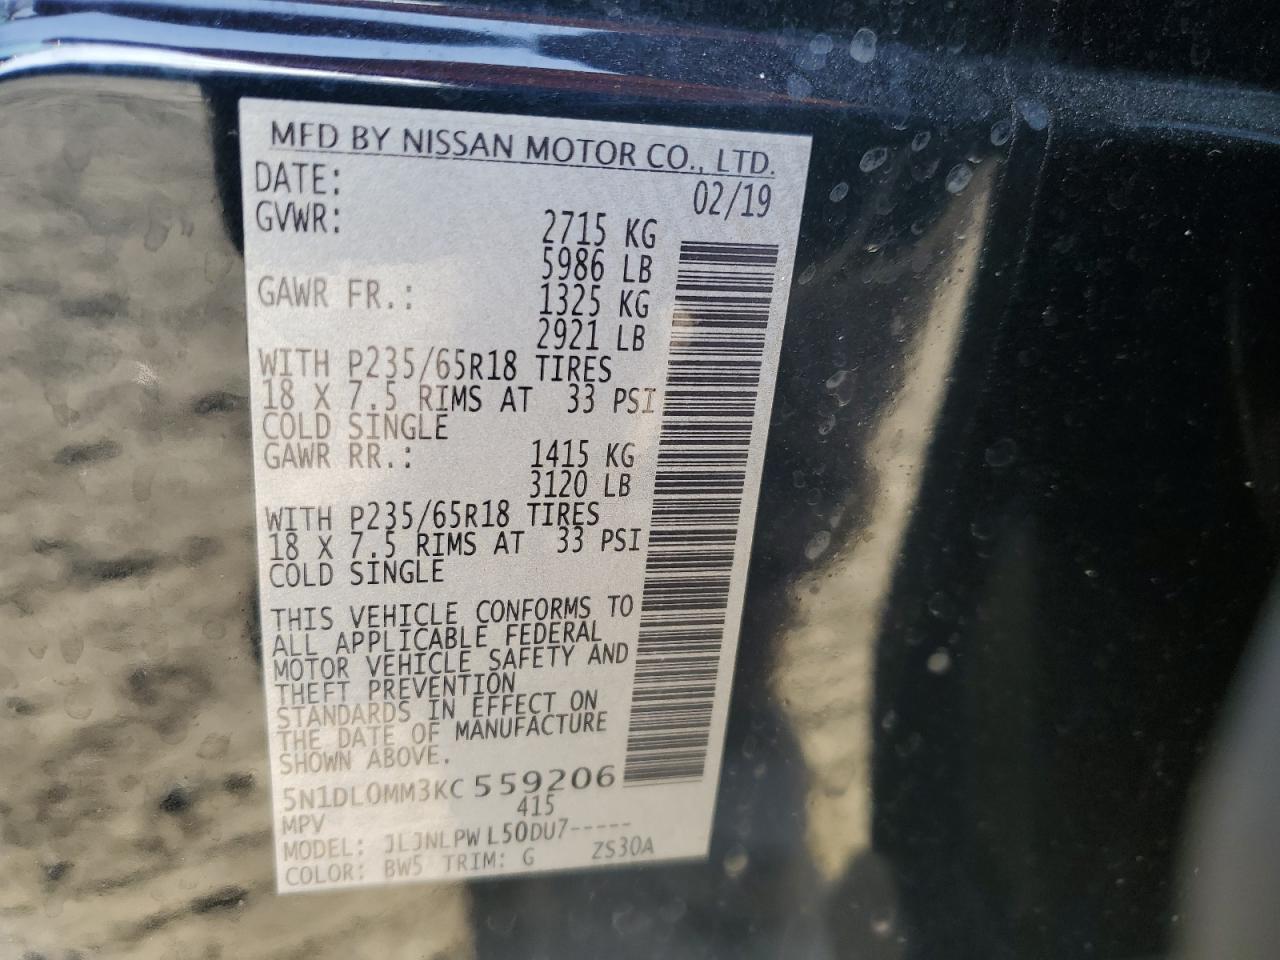 MFD BY NISSAN MOTOR CO., LTD.
DATE: 02/19
GVWR: 2715 KG
5986 LB
GAWR FR.: 1325 KG
2921 LB
WITH P235/65R18 TIRES
18 X 7.5 RIMS AT 33 PSI
COLD SINGLE
GAWR RR.: 1415 KG
3120 LB
WITH P235/65R18 TIRES
18 X 7.5 RIMS AT 33 PSI
COLD SINGLE
THIS VEHICLE CONFORMS TO
ALL APPLICABLE FEDERAL
MOTOR VEHICLE SAFETY AND
THEFT PREVENTION
STANDARDS IN EFFECT ON
THE DATE OF MANUFACTURE
SHOWN ABOVE.
5N1DL0MM3KC559206
MPV 415
MODEL: JLJNLPWL50DU7-----
COLOR: BW5 TRIM: G ZS30A